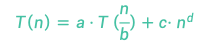 T(n) = a · T (n/b) + c · n^d